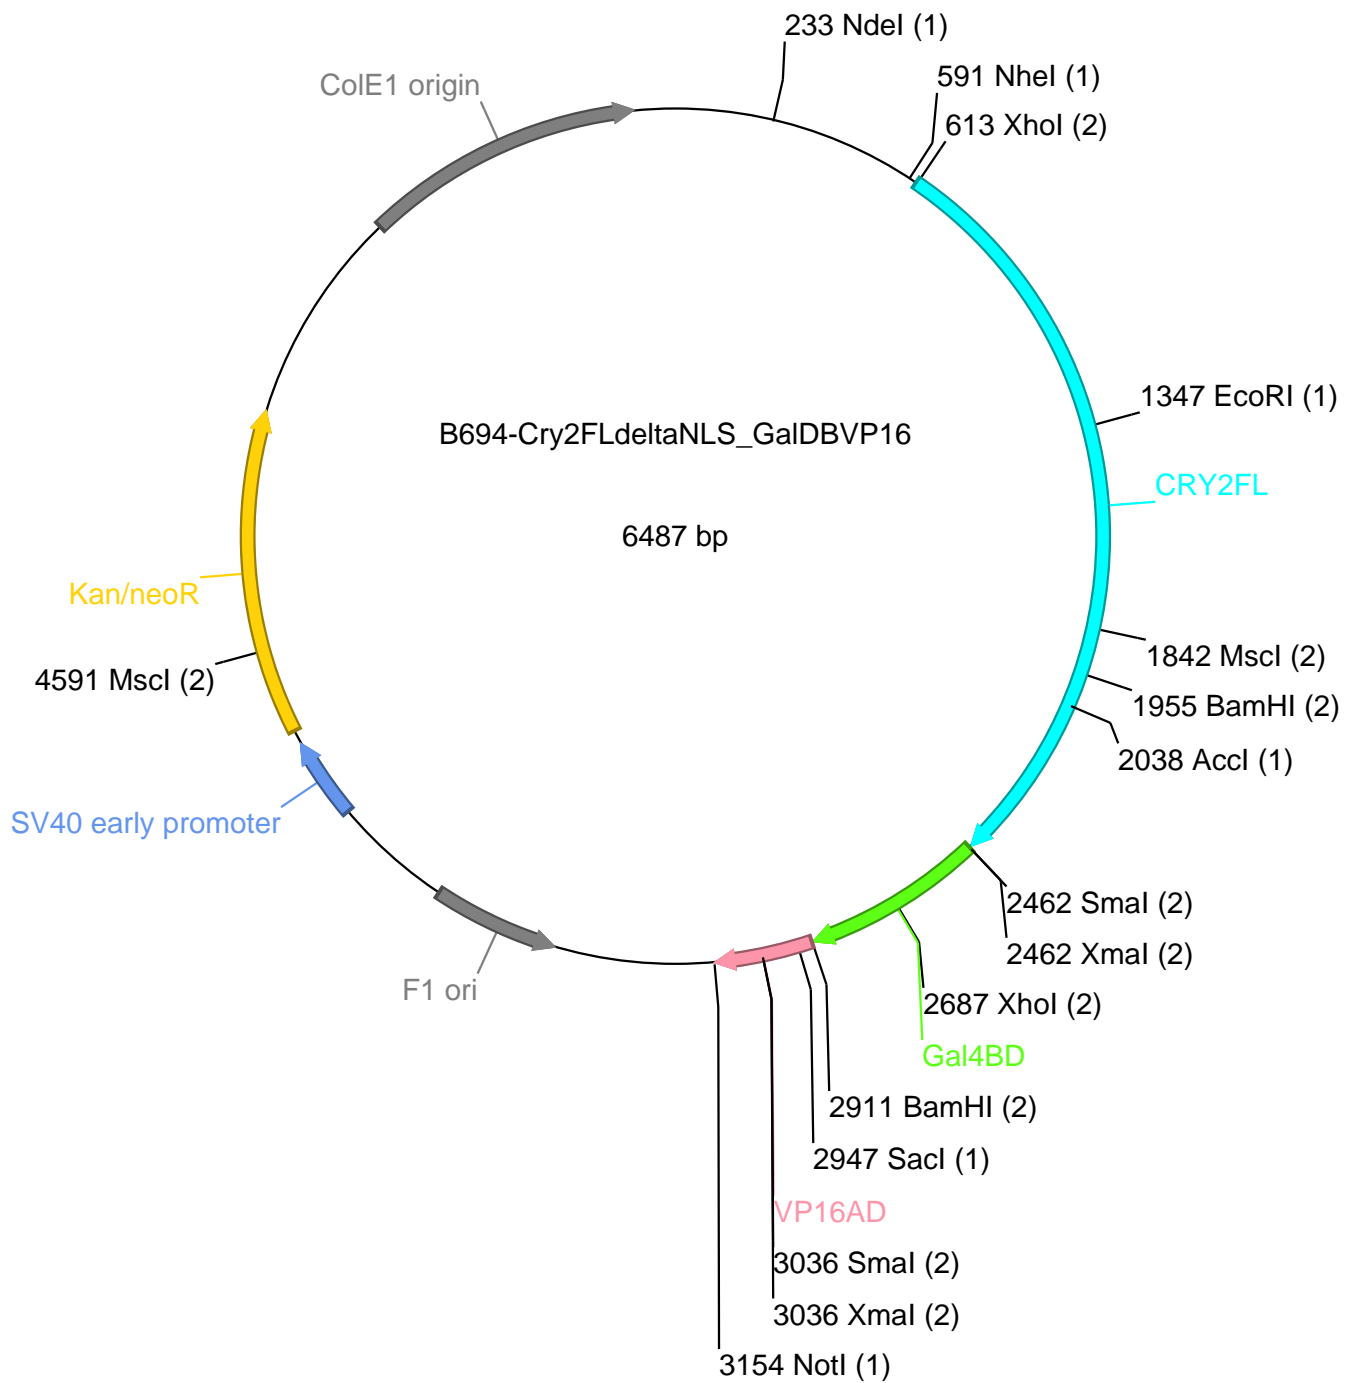 233 NdeI (1)
ColE1 origin
591 NheI (1)
613 XhoI (2)
1347 EcoRI (1)
B694-Cry2FLdeltaNLS_GalDBVP16
CRY2FL
6487 bp
Kan/neoR
1842 MscI (2)
4591 MscI (2)
1955 BamHI (2)
2038 AccI (1)
SV40 early promoter
2462 SmaI (2)
2462 XmaI (2)
F1 ori
2687 XhoI (2)
Gal4BD
2911 BamHI (2)
2947 SacI (1)
VP16AD
3036 SmaI (2)
3036 XmaI (2)
3154 NotI (1)